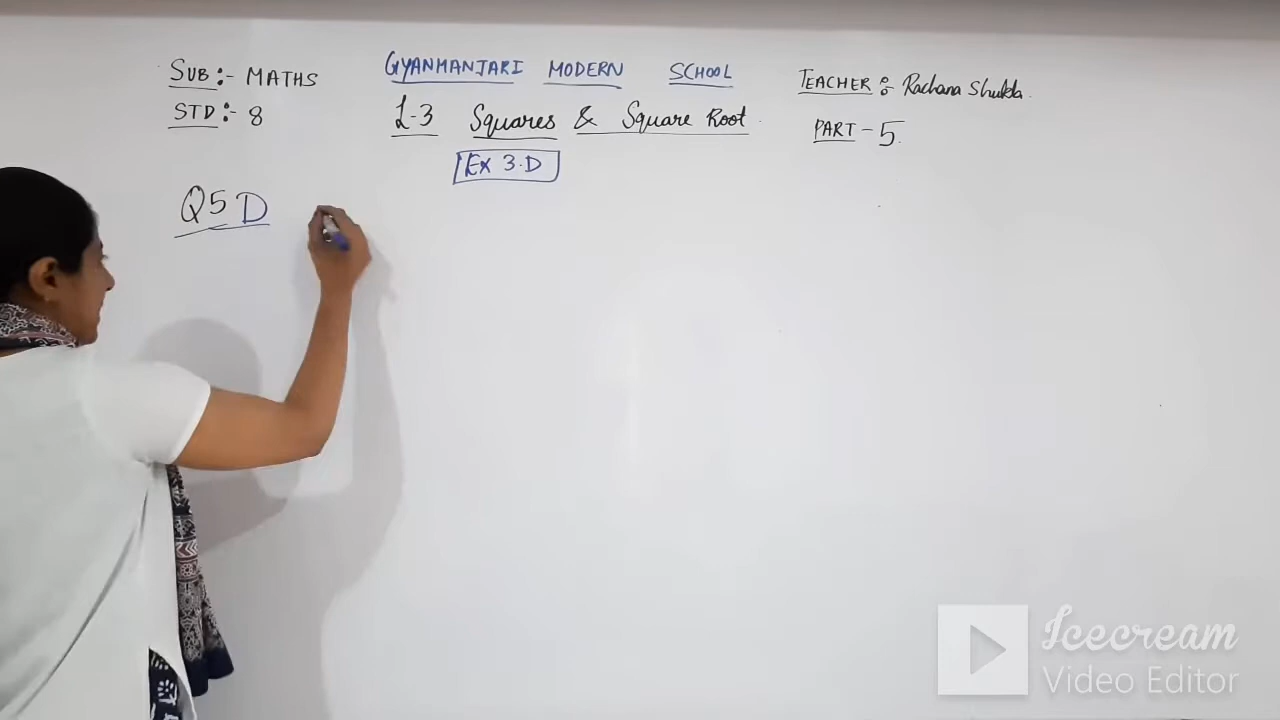 SUB :- MATHS
STD :- 8
GYANMANJARI MODERN SCHOOL
L-3 Squares & Square Root.
Ex 3.D
TEACHER :- Rachana Shukla.
PART - 5.
Q5 D
Icecream
Video Editor